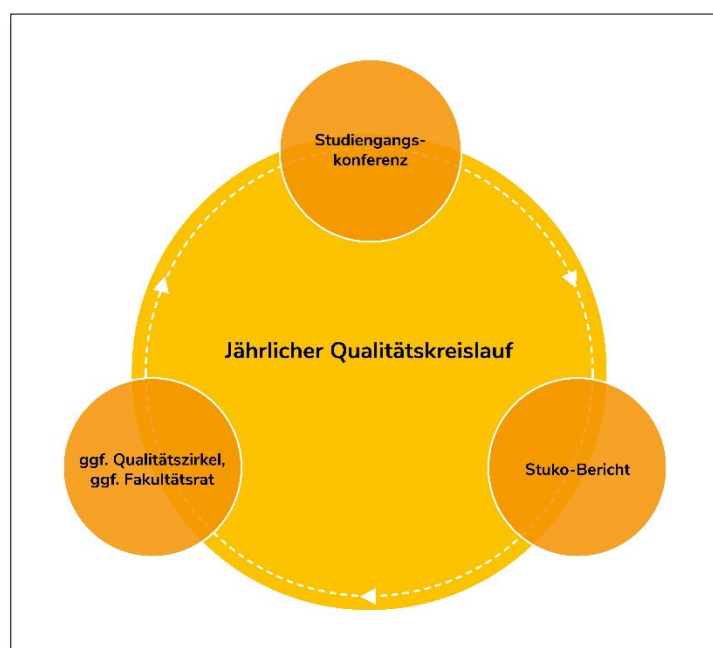 Studiengangs-
konferenz
Jährlicher Qualitätskreislauf
ggf. Qualitätszirkel,
ggf. Fakultätsrat
Stuko-Bericht